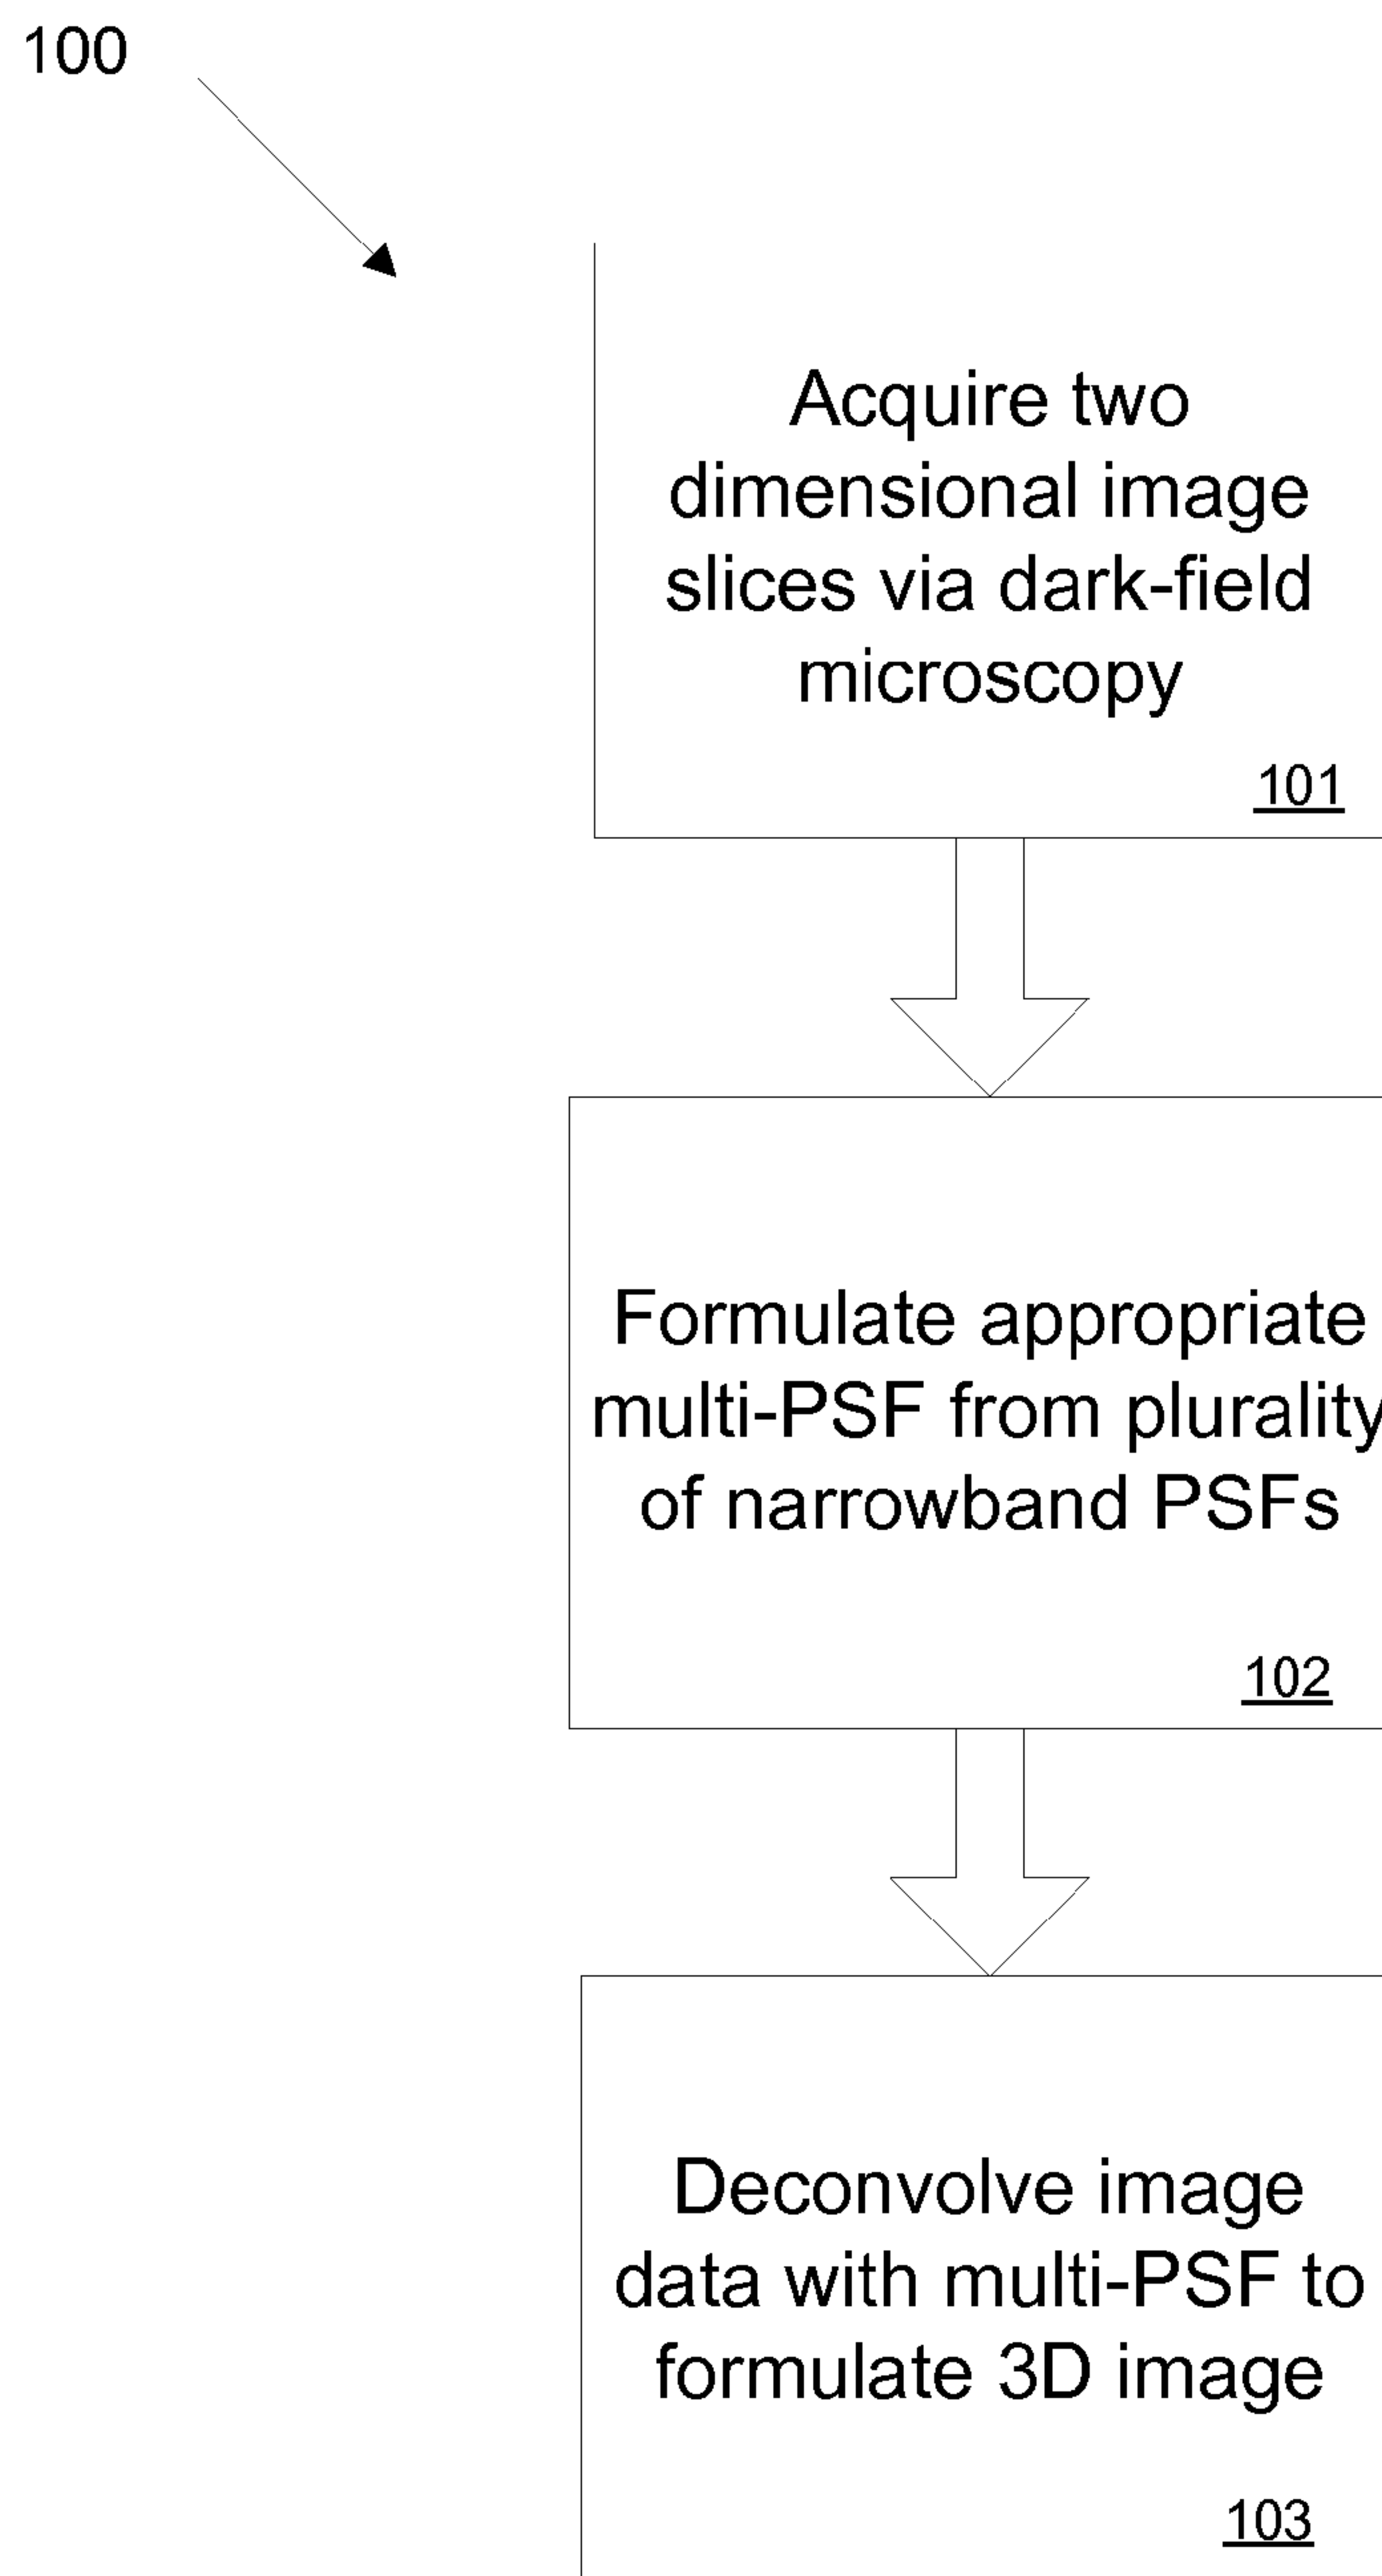 100
Acquire two
dimensional image
slices via dark-field
microscopy
101
Formulate appropriate
multi-PSF from plurality
of narrowband PSFs
102
Deconvolve image
data with multi-PSF to
formulate 3D image
103